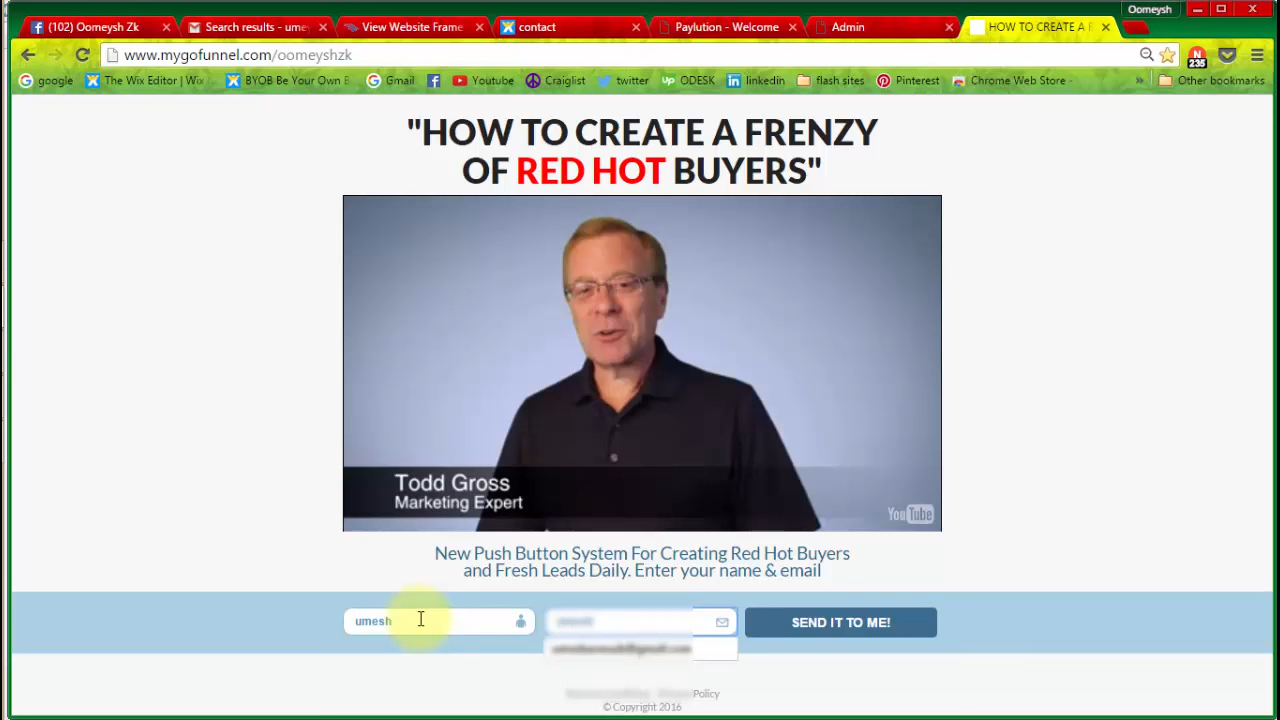 Oomeysh
(102) Oomeysh Zk
Search results - ume
View Website Frame
contact
Paylution - Welcome
Admin
HOW TO CREATE A F
www.mygofunnel.com/oomeyshzk
235
google
The Wix Editor | Wix
BYOB Be Your Own B
Gmail
Youtube
Craiglist
twitter
ODESK
linkedin
flash sites
Pinterest
Chrome Web Store -
»
Other bookmarks
"HOW TO CREATE A FRENZY
OF RED HOT BUYERS"
Todd Gross
Marketing Expert
YouTube
New Push Button System For Creating Red Hot Buyers
and Fresh Leads Daily. Enter your name & email
umesh
SEND IT TO ME!
Policy
© Copyright 2016